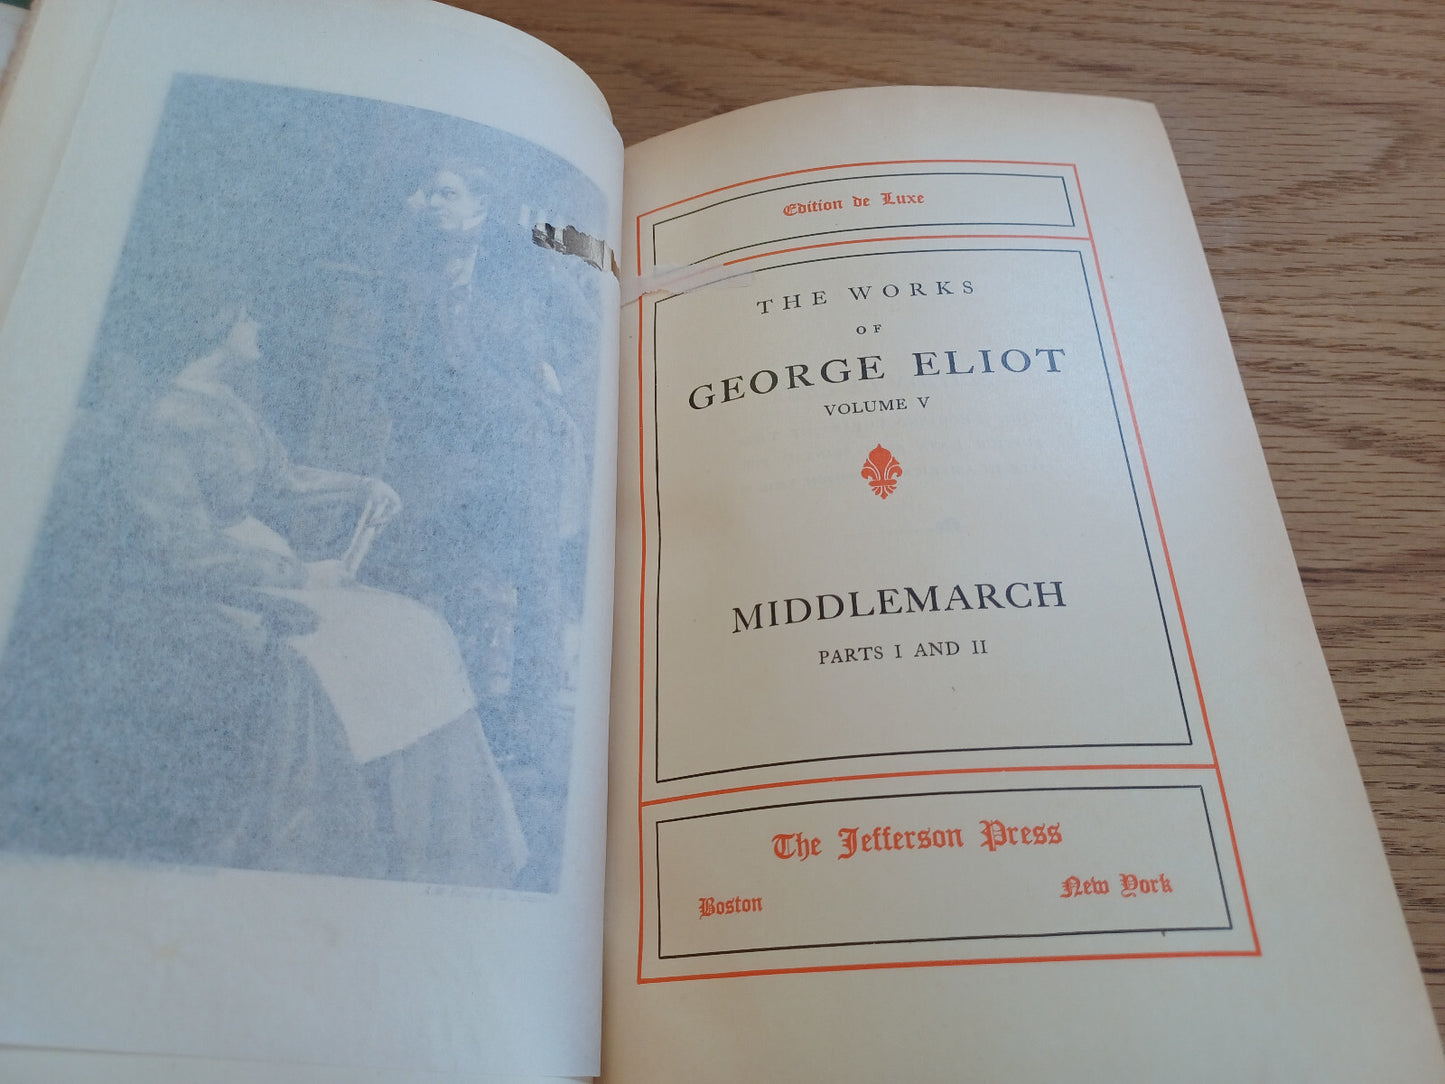 Edition de Luxe
THE WORKS
OF
GEORGE ELIOT
VOLUME V
MIDDLEMARCH
PARTS I AND II
The Jefferson Press
Boston New York